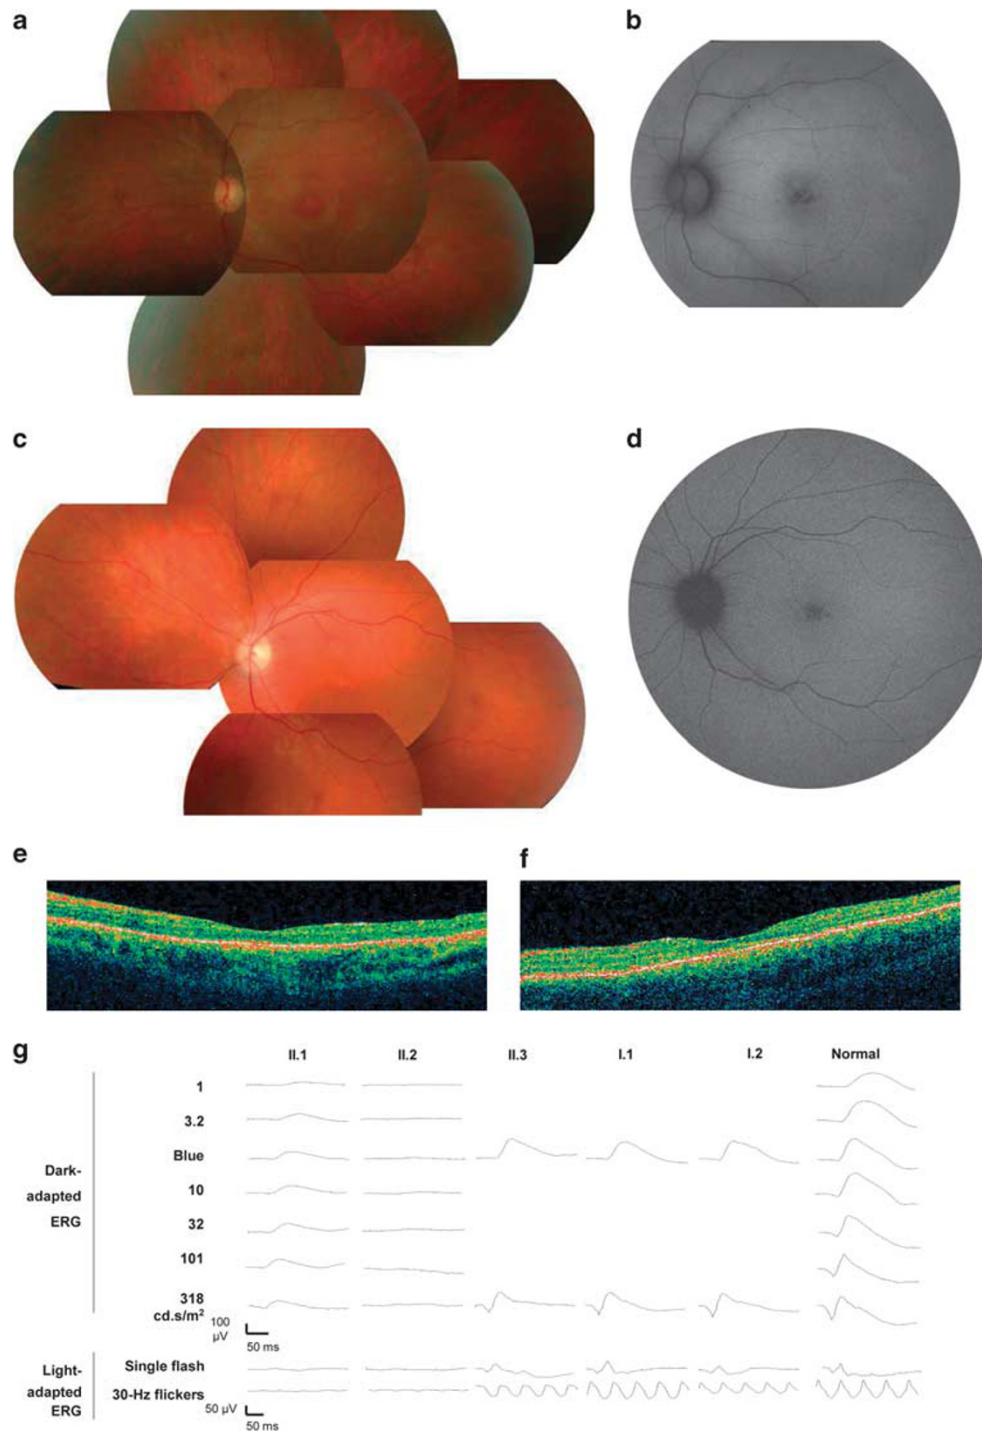 a
b
c
d
e
f
g
II.1 II.2 II.3 I.1 I.2 Normal
Dark-adapted ERG
1
3.2
Blue
10
32
101
318
cd.s/m²
100 µV
50 ms
Light-adapted ERG
Single flash
30-Hz flickers
50 µV
50 ms